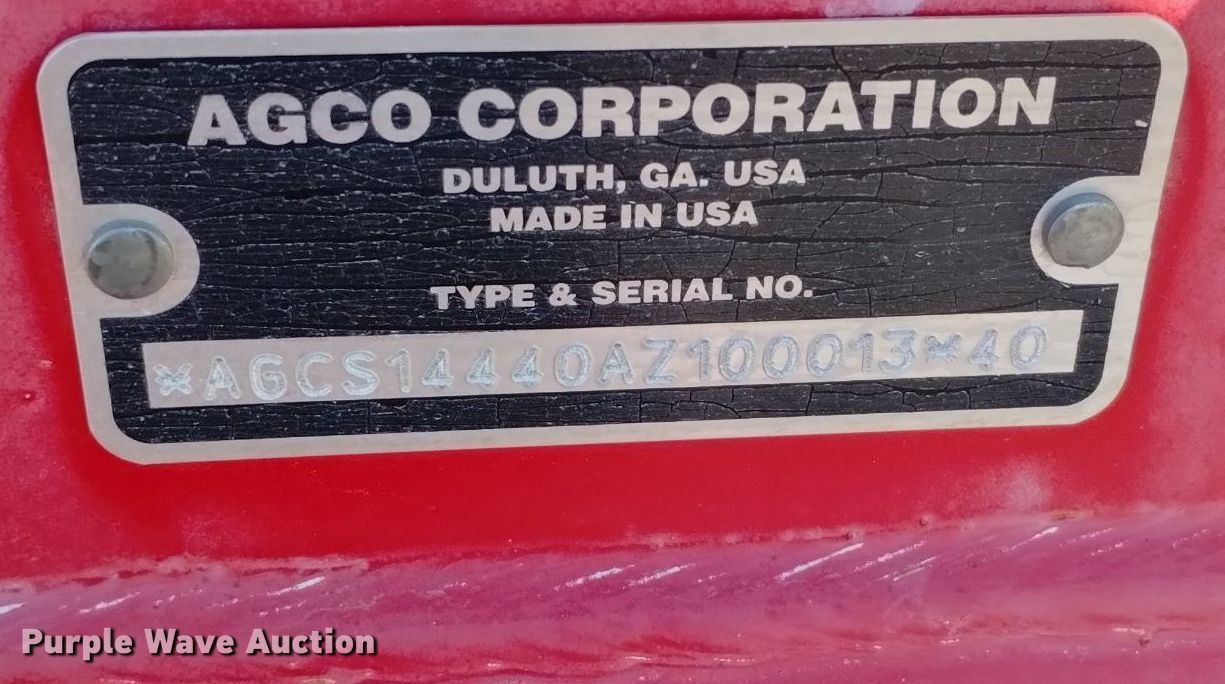 AGCO CORPORATION
DULUTH, GA. USA
MADE IN USA
TYPE & SERIAL NO.
*AGCS14440AZ100013*40
Purple Wave Auction